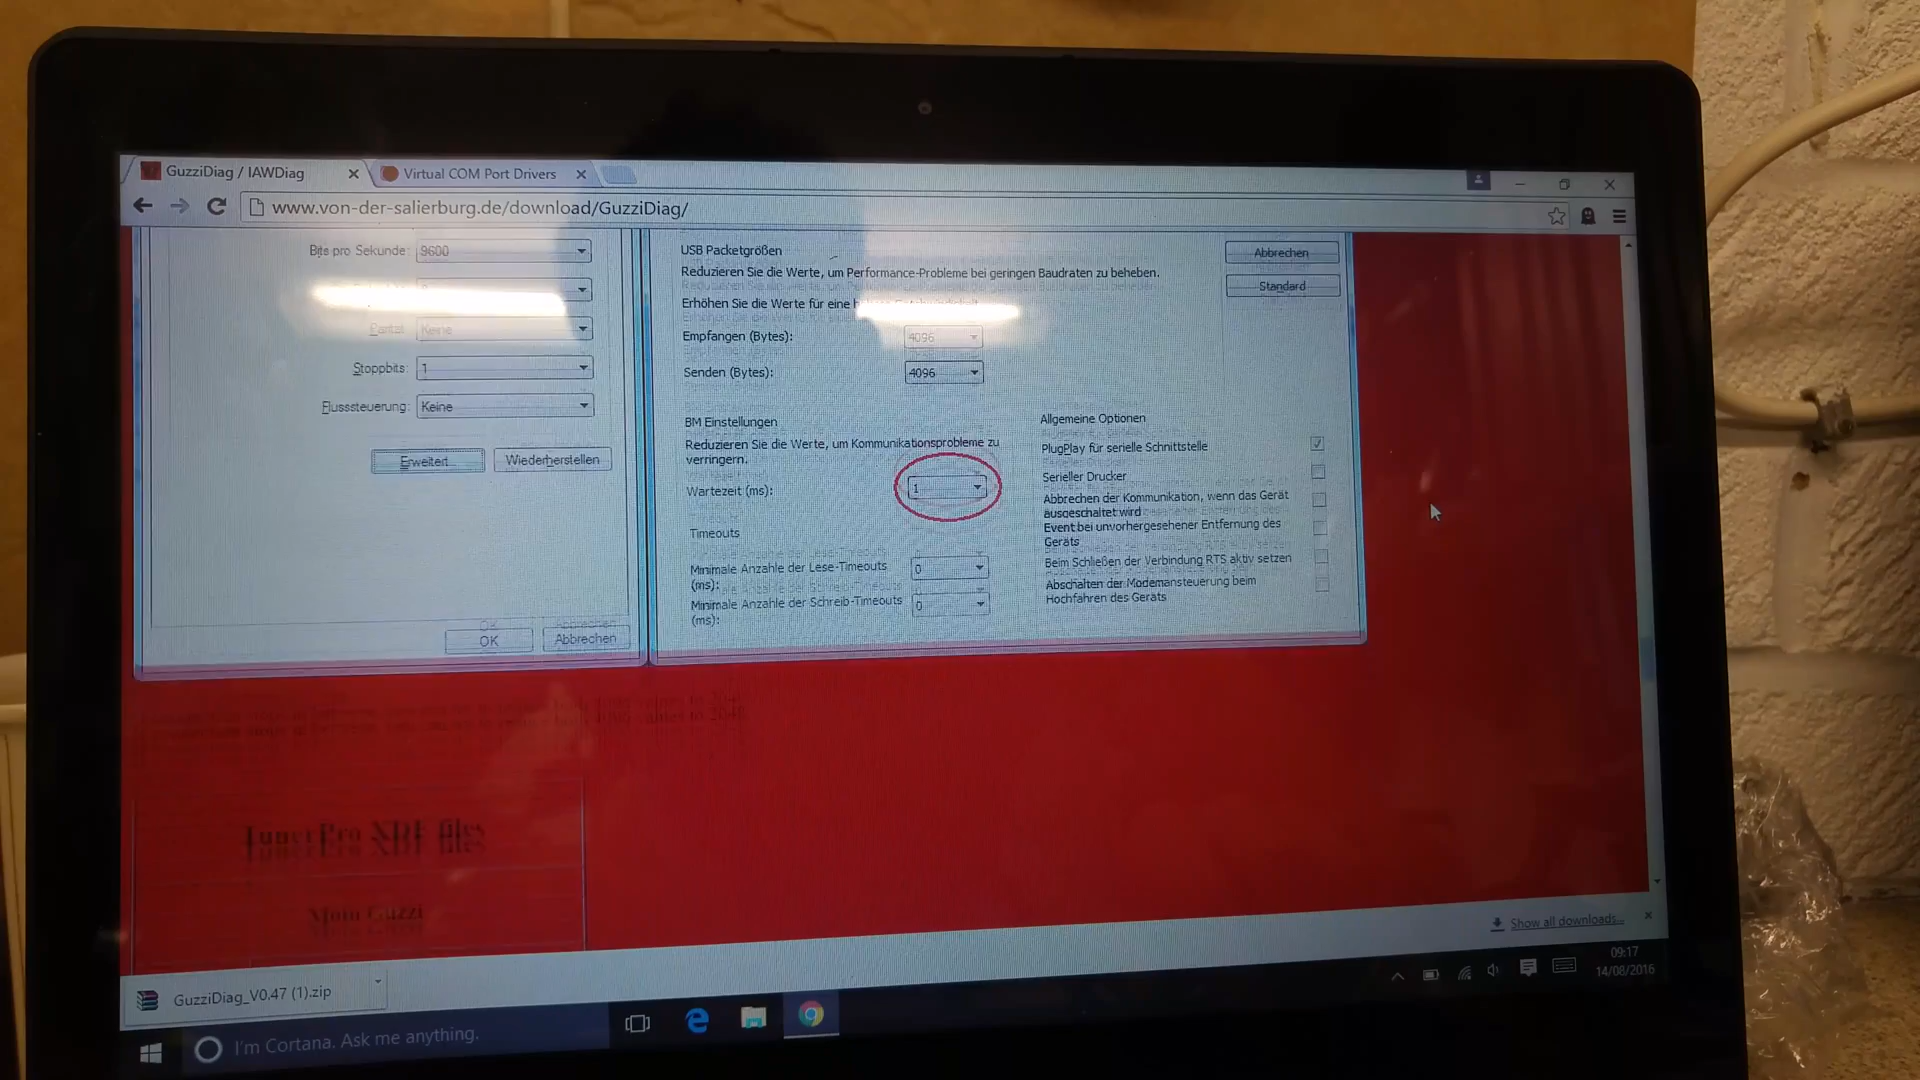 GuzziDiag / IAWDiag
Virtual COM Port Drivers
www.von-der-salierburg.de/download/GuzziDiag/
Bits pro Sekunde: 9600
Parität: Keine
Stoppbits: 1
Flusssteuerung: Keine
Erweitert...
Wiederherstellen
OK
Abbrechen
USB Packetgrößen
Reduzieren Sie die Werte, um Performance-Probleme bei geringen Baudraten zu beheben.
Erhöhen Sie die Werte für eine
Empfangen (Bytes): 4096
Senden (Bytes): 4096
Abbrechen
Standard
BM Einstellungen
Reduzieren Sie die Werte, um Kommunikationsprobleme zu
verringern.
Wartezeit (ms): 1
Timeouts
Minimale Anzahle der Lese-Timeouts
(ms): 0
Minimale Anzahle der Schreib-Timeouts
(ms): 0
Allgemeine Optionen
PlugPlay für serielle Schnittstelle
Serieller Drucker
Abbrechen der Kommunikation, wenn das Gerät
ausgeschaltet wird
Event bei unvorhergesehener Entfernung des
Geräts
Beim Schließen der Verbindung RTS aktiv setzen
Abschalten der Modemansteuerung beim
Hochfahren des Geräts
TunerPro XDF files
Moto Guzzi
Show all downloads...
GuzziDiag_V0.47 (1).zip
I'm Cortana. Ask me anything.
09:17
14/08/2016